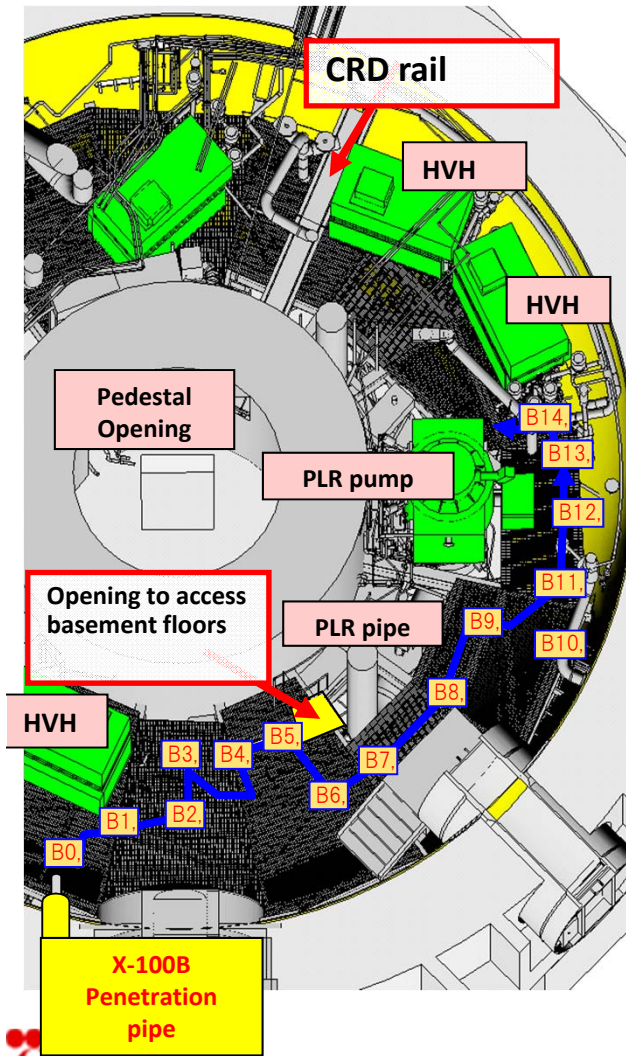 CRD rail
HVH
HVH
Pedestal
Opening
B14,
B13,
PLR pump
B12,
Opening to access
basement floors
B11,
PLR pipe
B9,
B10,
B8,
HVH
B3,
B4,
B5,
B7,
B6,
B2,
B1,
B0,
X-100B
Penetration
pipe